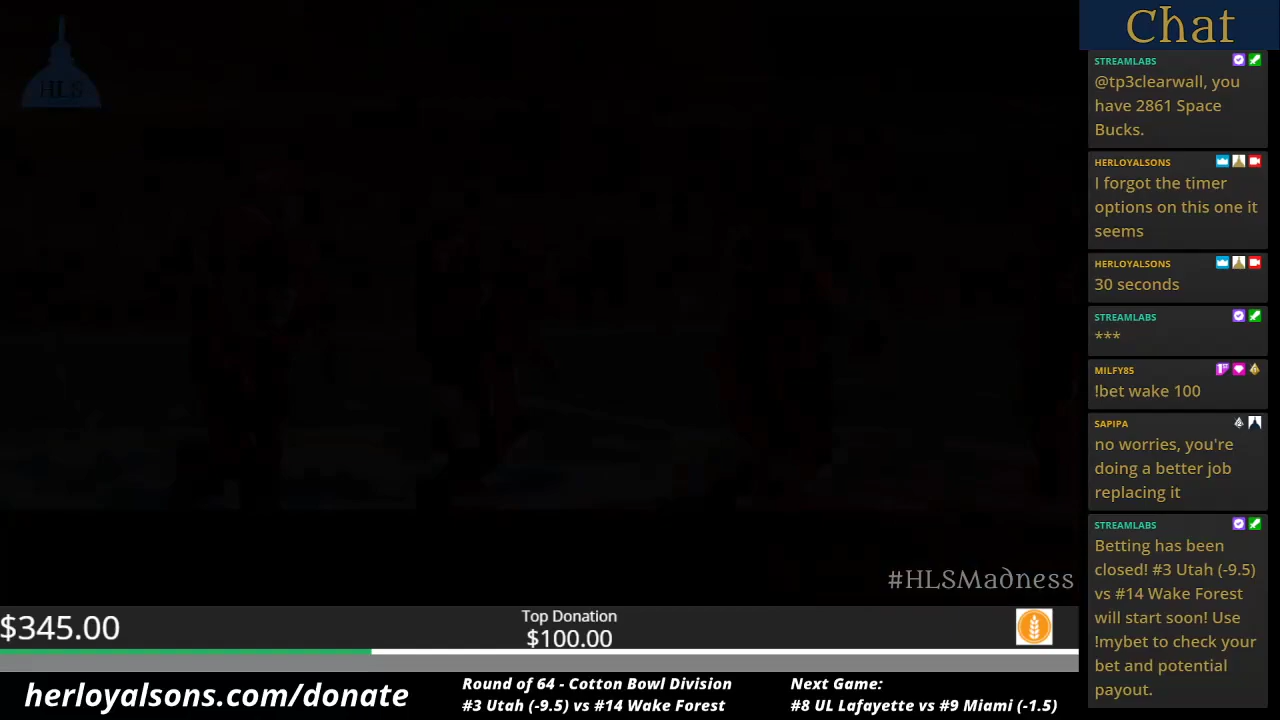 HLS
#HLSMadness
$345.00
Top Donation
$100.00
herloyalsons.com/donate
Round of 64 - Cotton Bowl Division
#3 Utah (-9.5) vs #14 Wake Forest
Next Game:
#8 UL Lafayette vs #9 Miami (-1.5)
Chat
STREAMLABS
@tp3clearwall, you
have 2861 Space
Bucks.
HERLOYALSONS
I forgot the timer
options on this one it
seems
HERLOYALSONS
30 seconds
STREAMLABS
***
MILFY85
!bet wake 100
SAPIPA
no worries, you're
doing a better job
replacing it
STREAMLABS
Betting has been
closed! #3 Utah (-9.5)
vs #14 Wake Forest
will start soon! Use
!mybet to check your
bet and potential
payout.